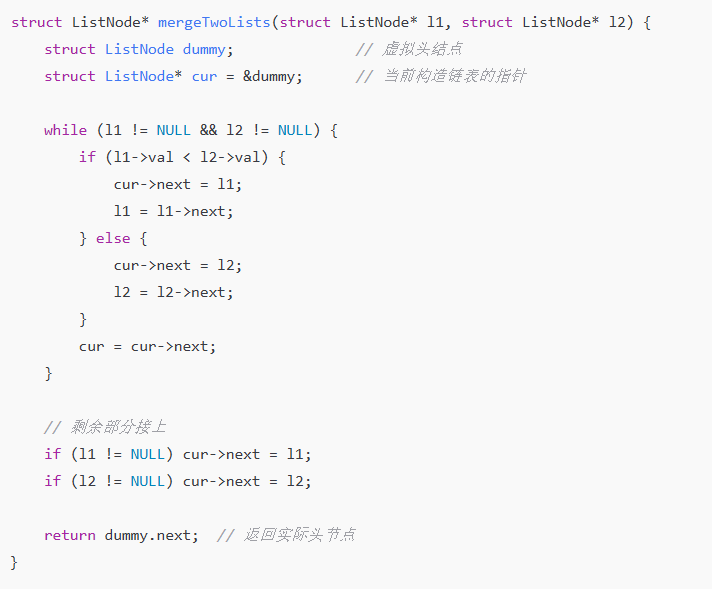 struct ListNode* mergeTwoLists(struct ListNode* l1, struct ListNode* l2) {
    struct ListNode dummy;              // 虚拟头结点
    struct ListNode* cur = &dummy;      // 当前构造链表的指针

    while (l1 != NULL && l2 != NULL) {
        if (l1->val < l2->val) {
            cur->next = l1;
            l1 = l1->next;
        } else {
            cur->next = l2;
            l2 = l2->next;
        }
        cur = cur->next;
    }

    // 剩余部分接上
    if (l1 != NULL) cur->next = l1;
    if (l2 != NULL) cur->next = l2;

    return dummy.next;  // 返回实际头节点
}